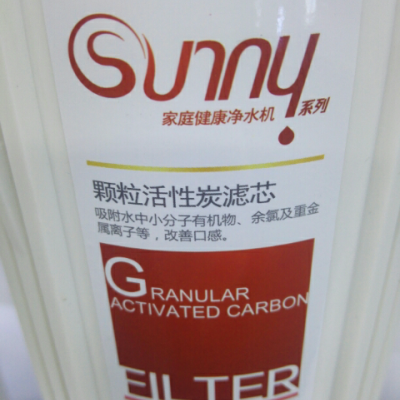 Sunny
家庭健康净水机系列
颗粒活性炭滤芯
吸附水中小分子有机物、余氯及重金
属离子等，改善口感。
GRANULAR
ACTIVATED CARBON
FILTER